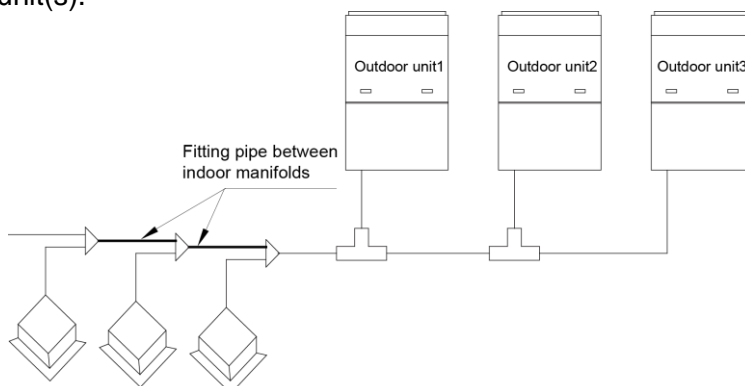 unit(s).
Outdoor unit1
Outdoor unit2
Outdoor unit3
Fitting pipe between
indoor manifolds